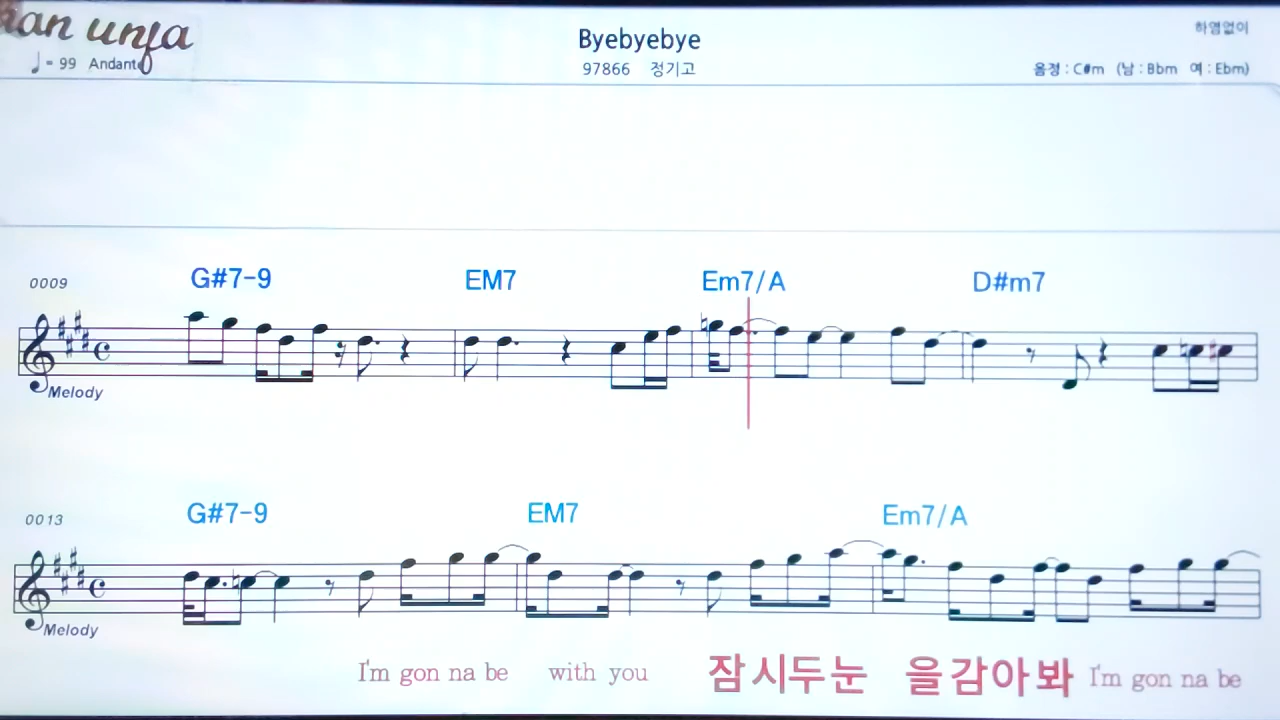 an unfa
하염없이
Byebyebye
♩= 99 Andante
97866 정기고
음정 : C#m (남 : Bbm 여 : Ebm)
0009 G#7-9 EM7 Em7/A D#m7
Melody
0013 G#7-9 EM7 Em7/A
Melody
I'm gon na be with you 잠시두눈 을감아봐 I'm gon na be